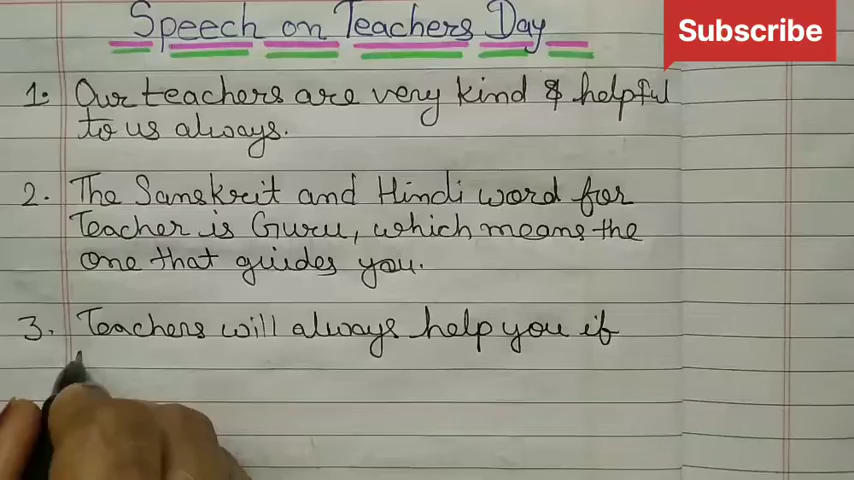 Speech on Teachers Day
Subscribe
1. Our teachers are very kind & helpful
to us always.
2. The Sanskrit and Hindi word for
Teacher is Guru, which means the
one that guides you.
3. Teachers will always help you if